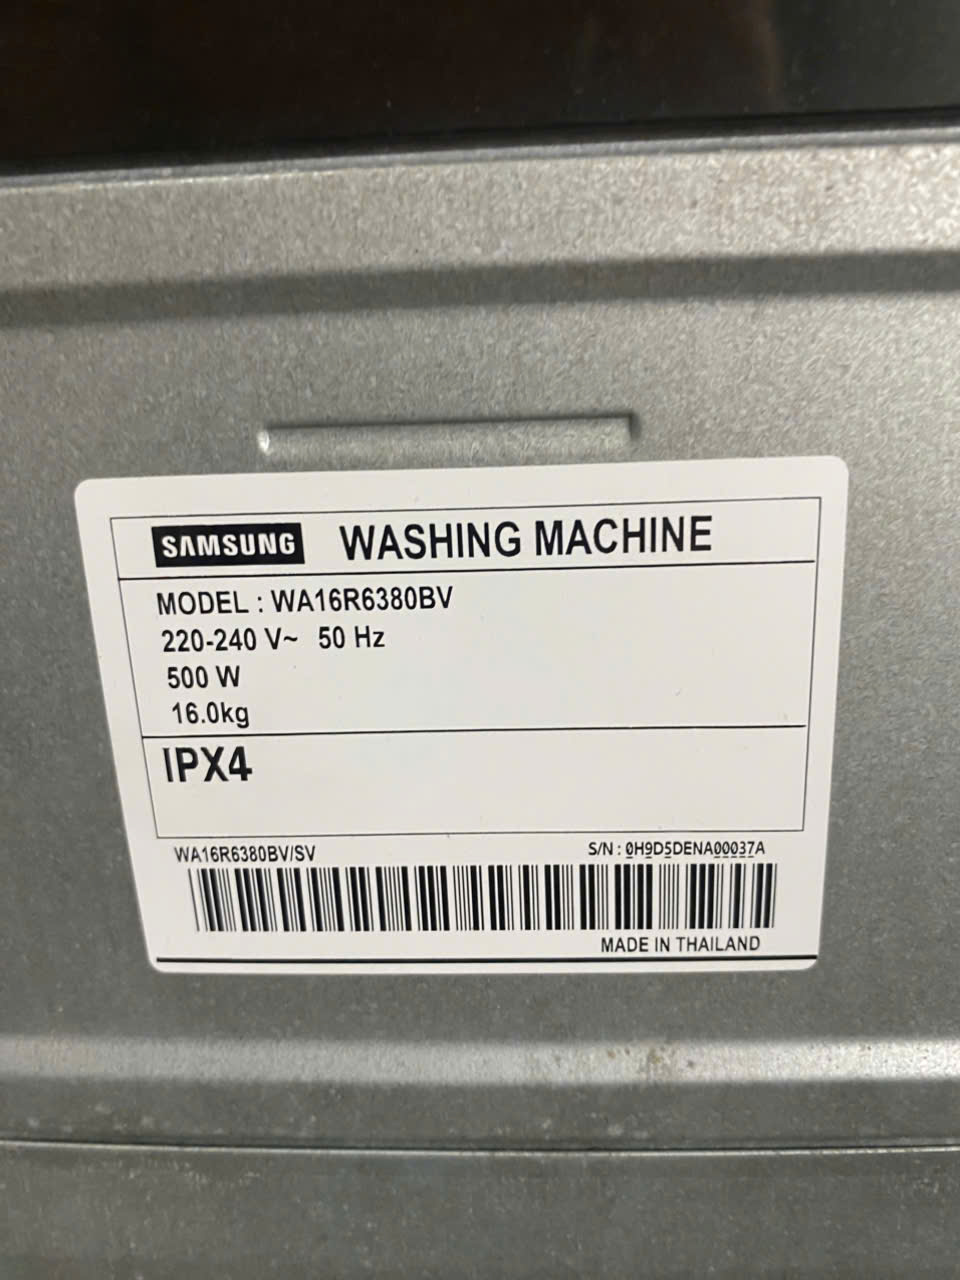 SAMSUNG WASHING MACHINE
MODEL : WA16R6380BV
220-240 V~ 50 Hz
500 W
16.0kg
IPX4
WA16R6380BV/SV S/N : 0H9D5DENA00037A
MADE IN THAILAND